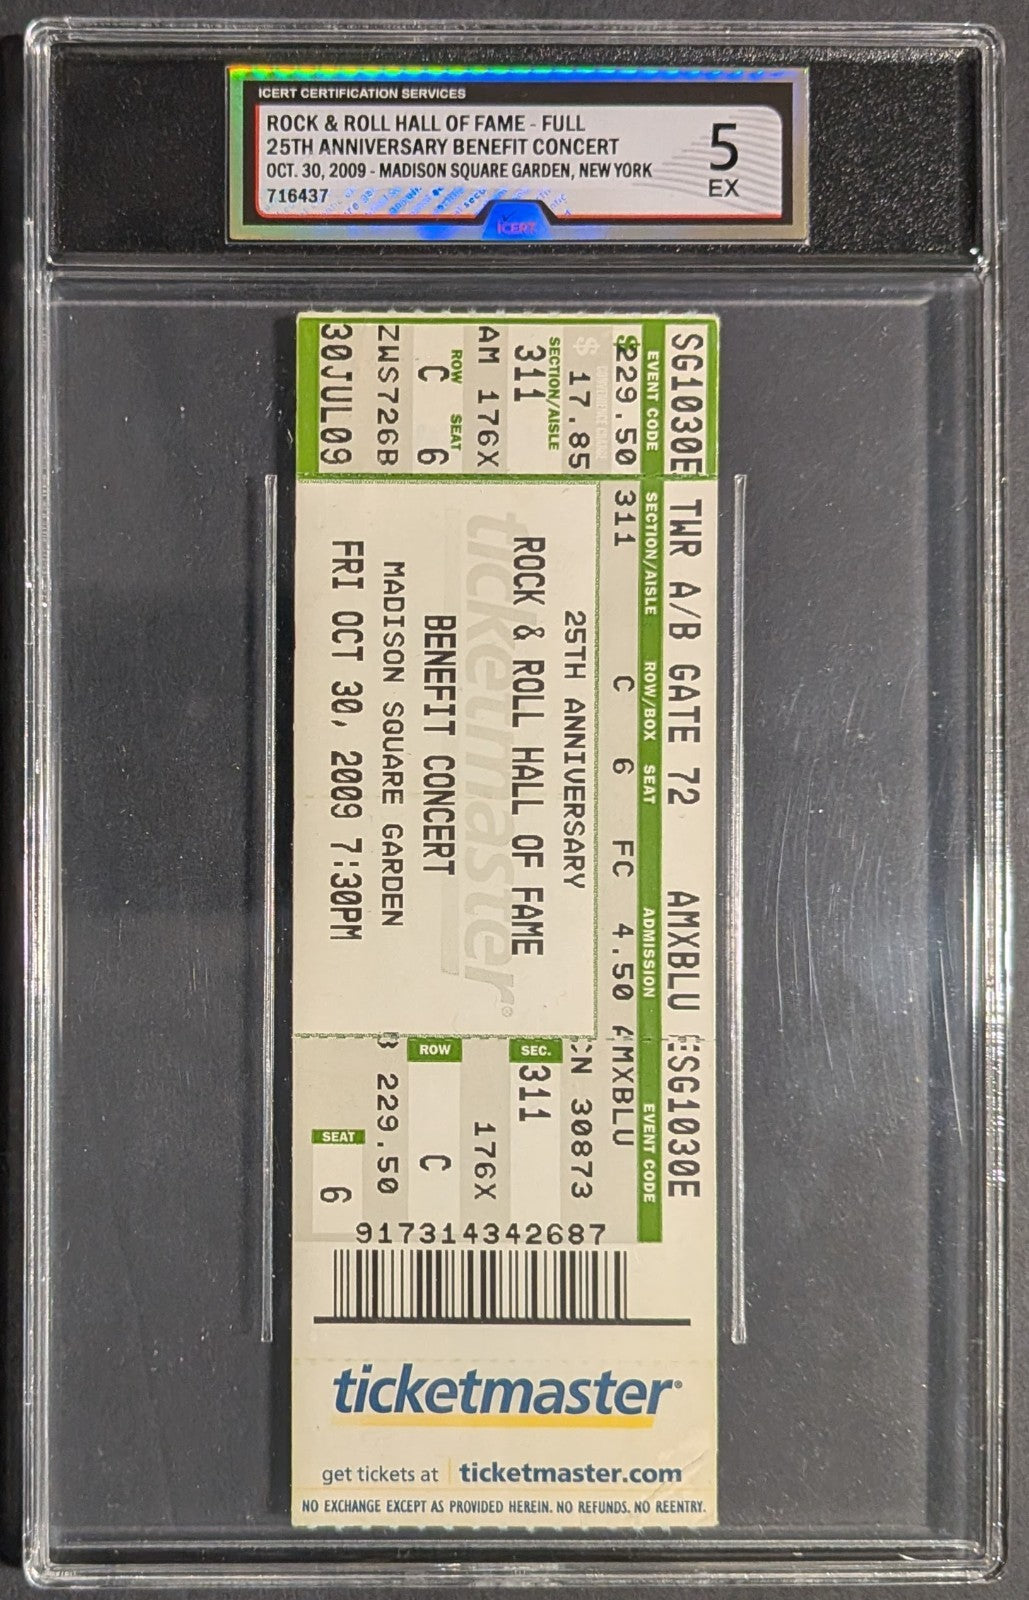 ICERT CERTIFICATION SERVICES
ROCK & ROLL HALL OF FAME - FULL
25TH ANNIVERSARY BENEFIT CONCERT
OCT. 30, 2009 - MADISON SQUARE GARDEN, NEW YORK
716437
5
EX
ICERT
SG1030E TWR A/B GATE 72 AMXBLU ESG1030E
EVENT CODE SECTION/AISLE ROW/BOX SEAT ADMISSION EVENT CODE
$229.50 311 C 6 FC 4.50 AMXBLU
CONVENIENCE CHARGE
$ 17.85
SECTION/AISLE
311
AM 176X
ROW SEAT
C 6
ZWS726B
30JUL09
25TH ANNIVERSARY
ROCK & ROLL HALL OF FAME
ticketmaster®
BENEFIT CONCERT
MADISON SQUARE GARDEN
FRI OCT 30, 2009 7:30PM
CN 30873
SEC.
311
176X
ROW
C
229.50
SEAT
6
917314342687
ticketmaster®
get tickets at ticketmaster.com
NO EXCHANGE EXCEPT AS PROVIDED HEREIN. NO REFUNDS. NO REENTRY.